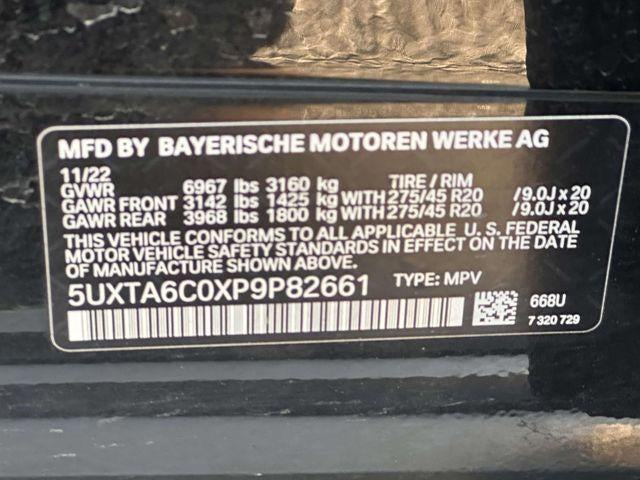 MFD BY BAYERISCHE MOTOREN WERKE AG
11/22 TIRE / RIM
GVWR 6967 lbs 3160 kg
GAWR FRONT 3142 lbs 1425 kg WITH 275/45 R20 /9.0J x 20
GAWR REAR 3968 lbs 1800 kg WITH 275/45 R20 /9.0J x 20
THIS VEHICLE CONFORMS TO ALL APPLICABLE U. S. FEDERAL
MOTOR VEHICLE SAFETY STANDARDS IN EFFECT ON THE DATE
OF MANUFACTURE SHOWN ABOVE.
5UXTA6C0XP9P82661 TYPE: MPV
668U
7 320 729